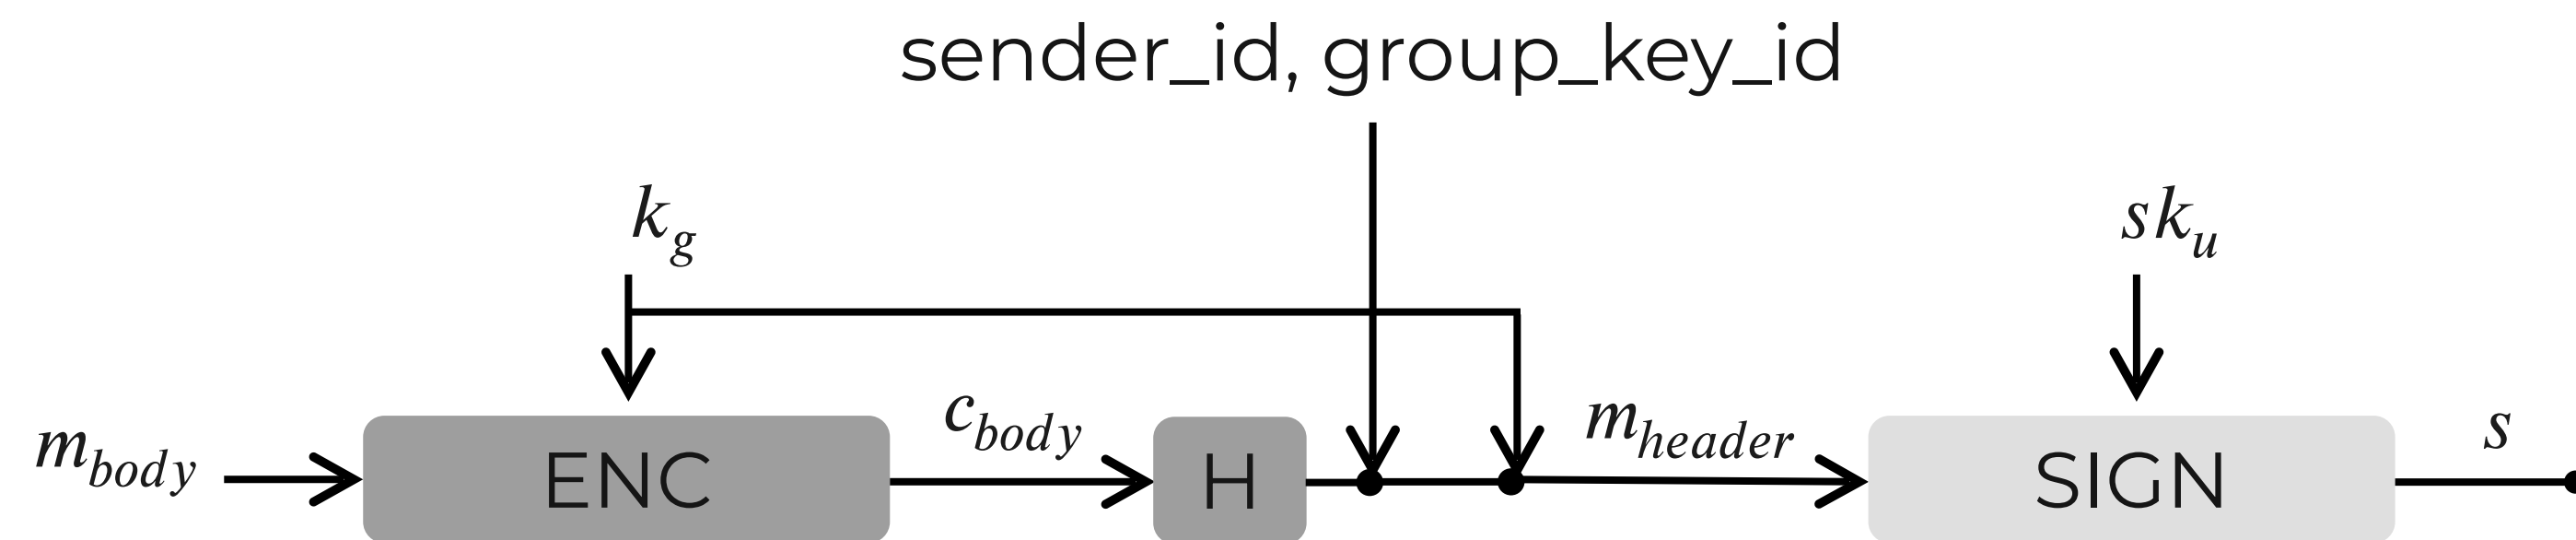 sender_id, group_key_id
k_g
sk_u
m_body
ENC
c_body
H
m_header
SIGN
s